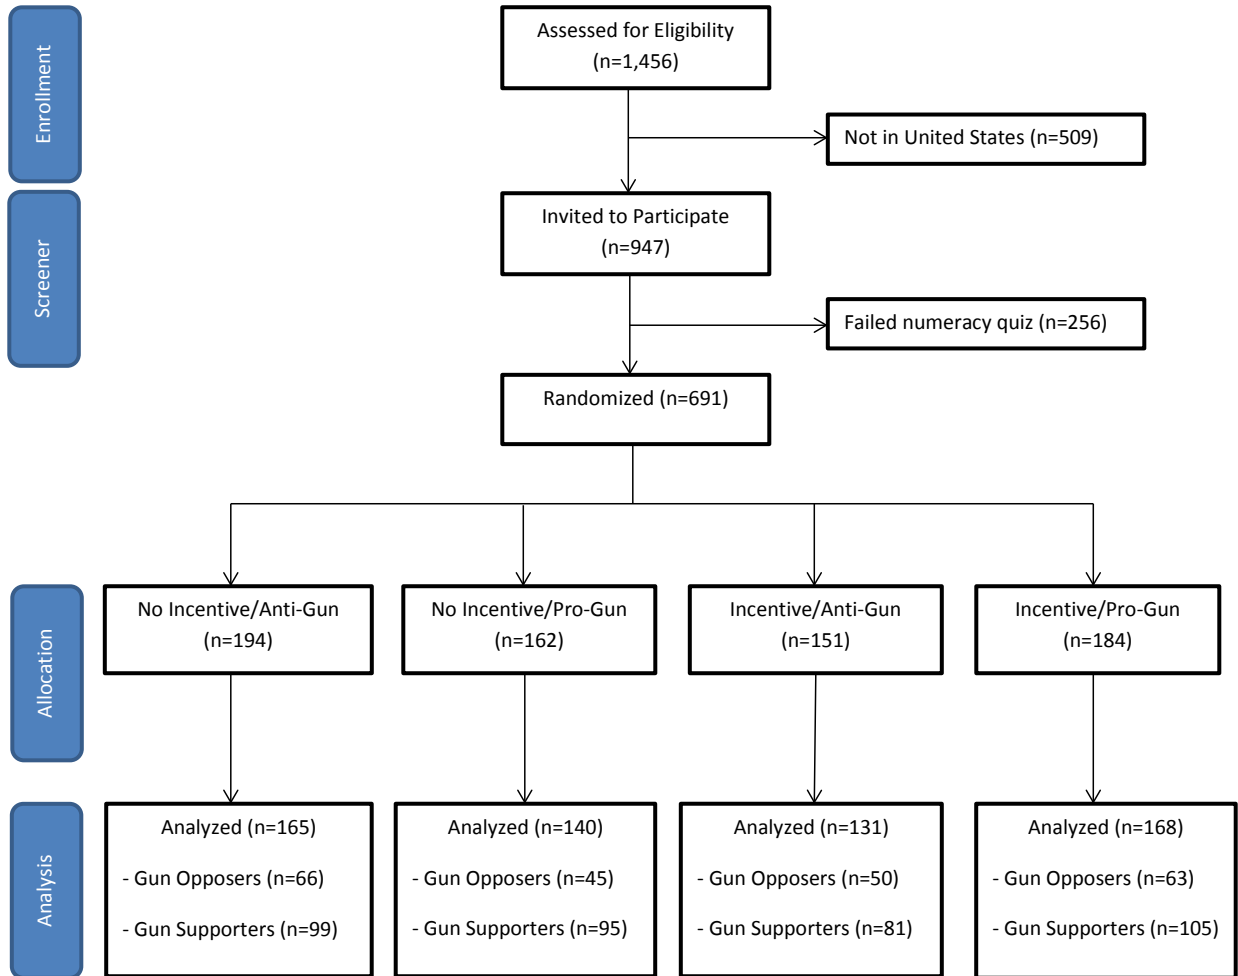 Enrollment
Assessed for Eligibility
(n=1,456)
Not in United States (n=509)
Screener
Invited to Participate
(n=947)
Failed numeracy quiz (n=256)
Randomized (n=691)
Allocation
No Incentive/Anti-Gun
(n=194)
No Incentive/Pro-Gun
(n=162)
Incentive/Anti-Gun
(n=151)
Incentive/Pro-Gun
(n=184)
Analysis
Analyzed (n=165)
- Gun Opposers (n=66)
- Gun Supporters (n=99)
Analyzed (n=140)
- Gun Opposers (n=45)
- Gun Supporters (n=95)
Analyzed (n=131)
- Gun Opposers (n=50)
- Gun Supporters (n=81)
Analyzed (n=168)
- Gun Opposers (n=63)
- Gun Supporters (n=105)